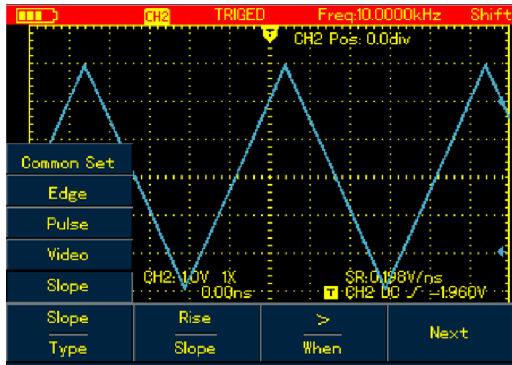 CH2 TRIGED Freq:10.0000kHz Shift
T
CH2 Pos: 0.0div
Common Set
Edge
Pulse
Video
Slope
CH2: 1.0V 1X
0.00ns
SR:0.198V/ns
T CH2 DC -1.960V
Slope
Type
Rise
Slope
>
When
Next